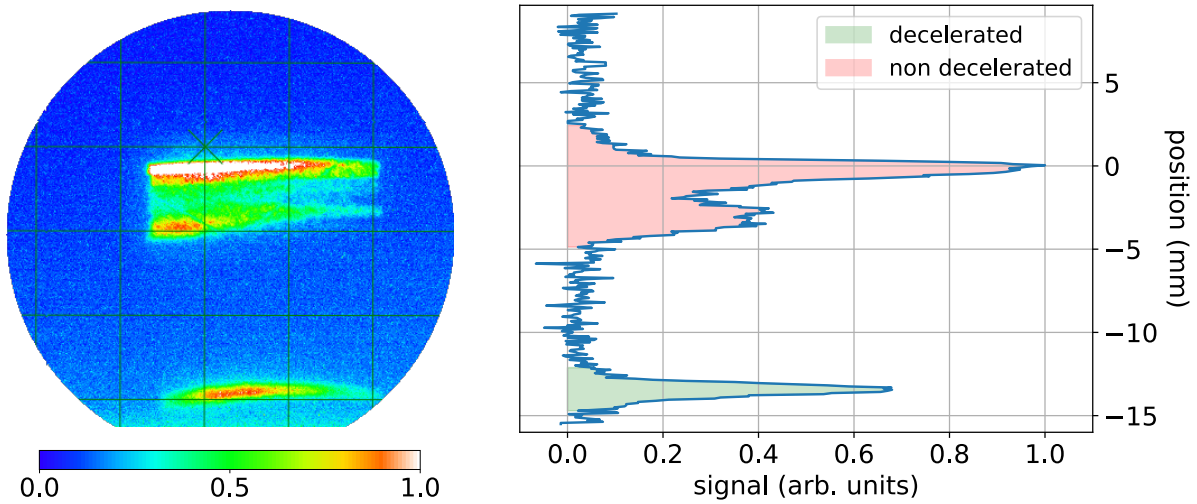 0.0 0.5 1.0
decelerated
non decelerated
5
0
−5
−10
−15
position (mm)
0.0 0.2 0.4 0.6 0.8 1.0
signal (arb. units)